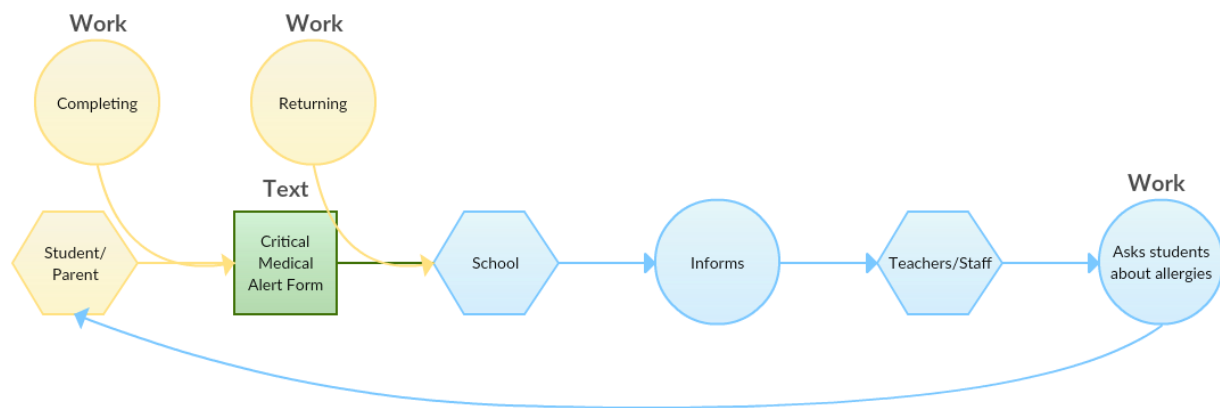 Work
Work
Completing
Returning
Text
Work
Student/
Parent
Critical
Medical
Alert Form
School
Informs
Teachers/Staff
Asks students
about allergies